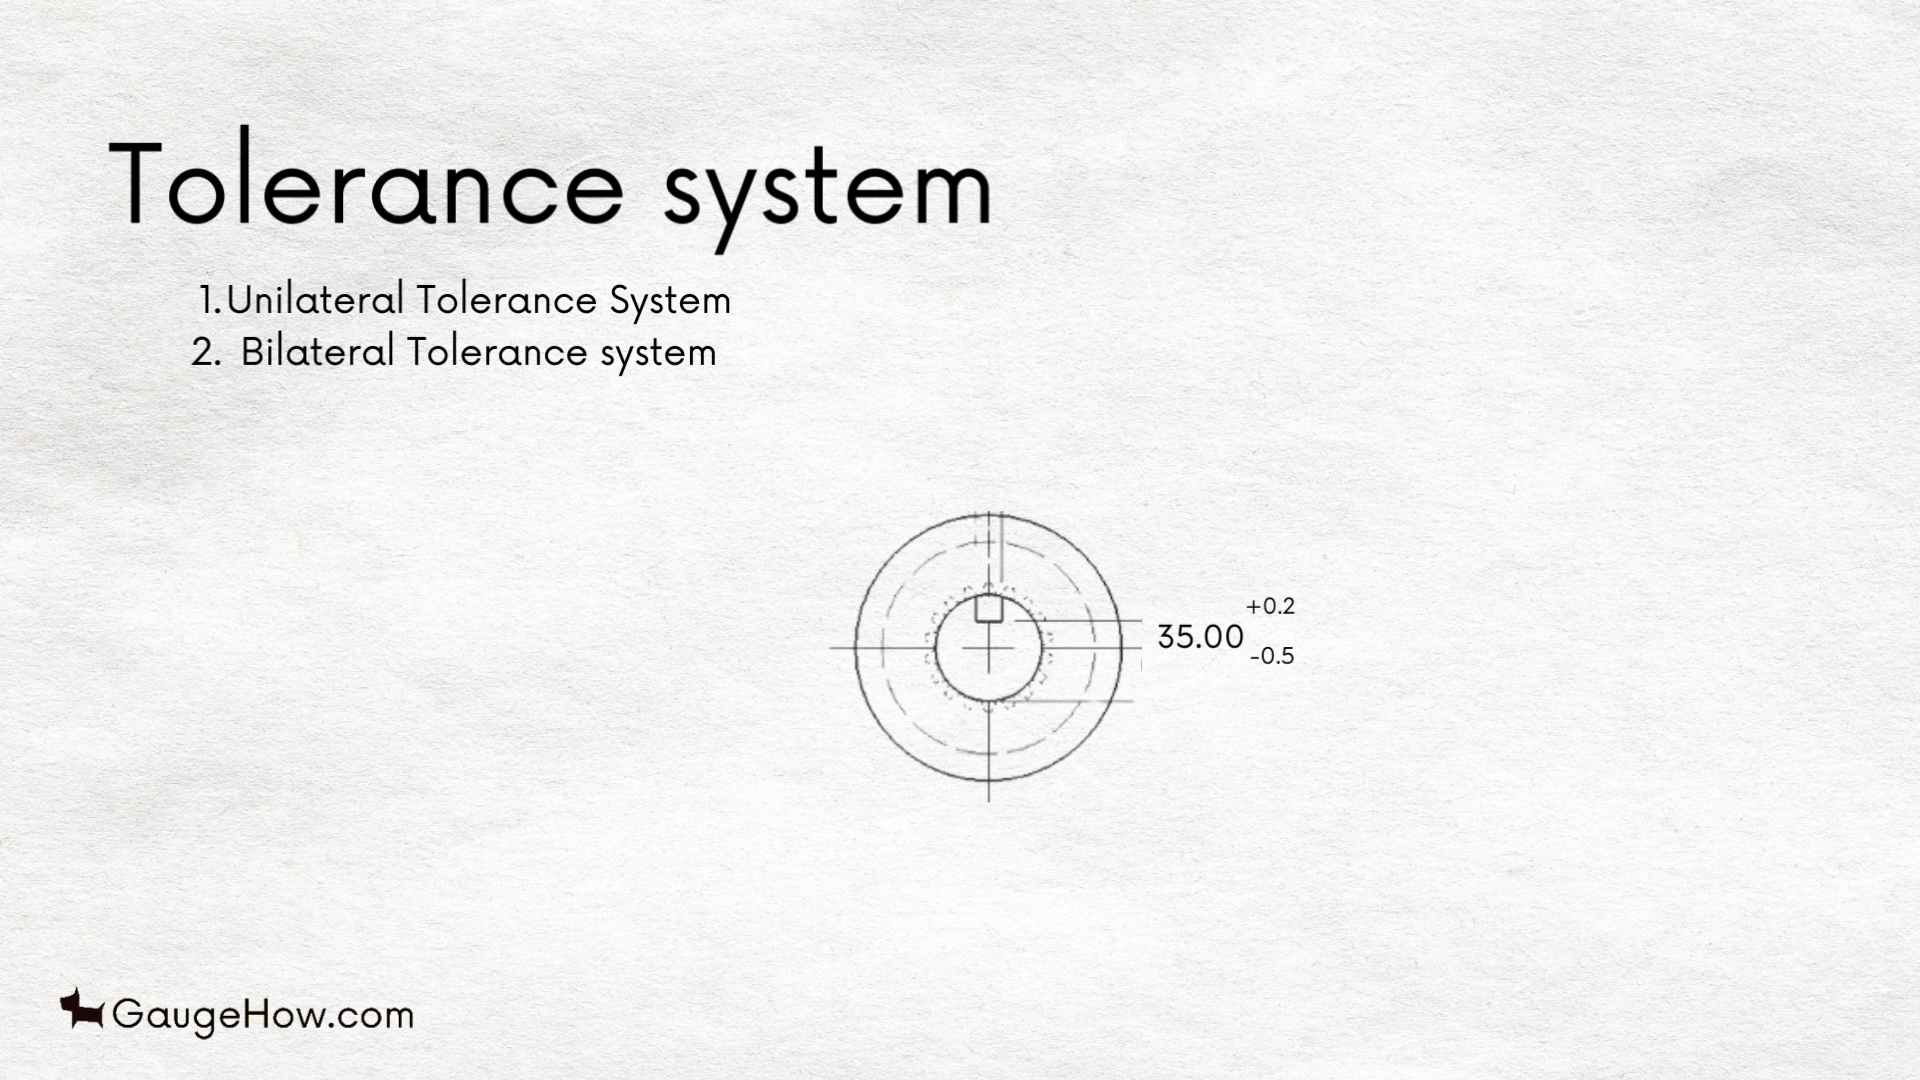 Tolerance system
1.Unilateral Tolerance System
2. Bilateral Tolerance system
+0.2
35.00
-0.5
GaugeHow.com